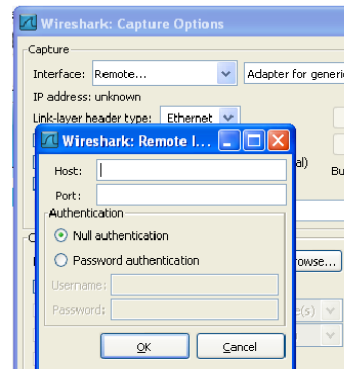 Wireshark: Capture Options
Capture
Interface: Remote... Adapter for generi
IP address: unknown
Link-layer header type: Ethernet
Wireshark: Remote I...
al)
Host:
Bu
Port:
Authentication
Null authentication
Password authentication
rowse...
Username:
e(s)
Password:
OK Cancel